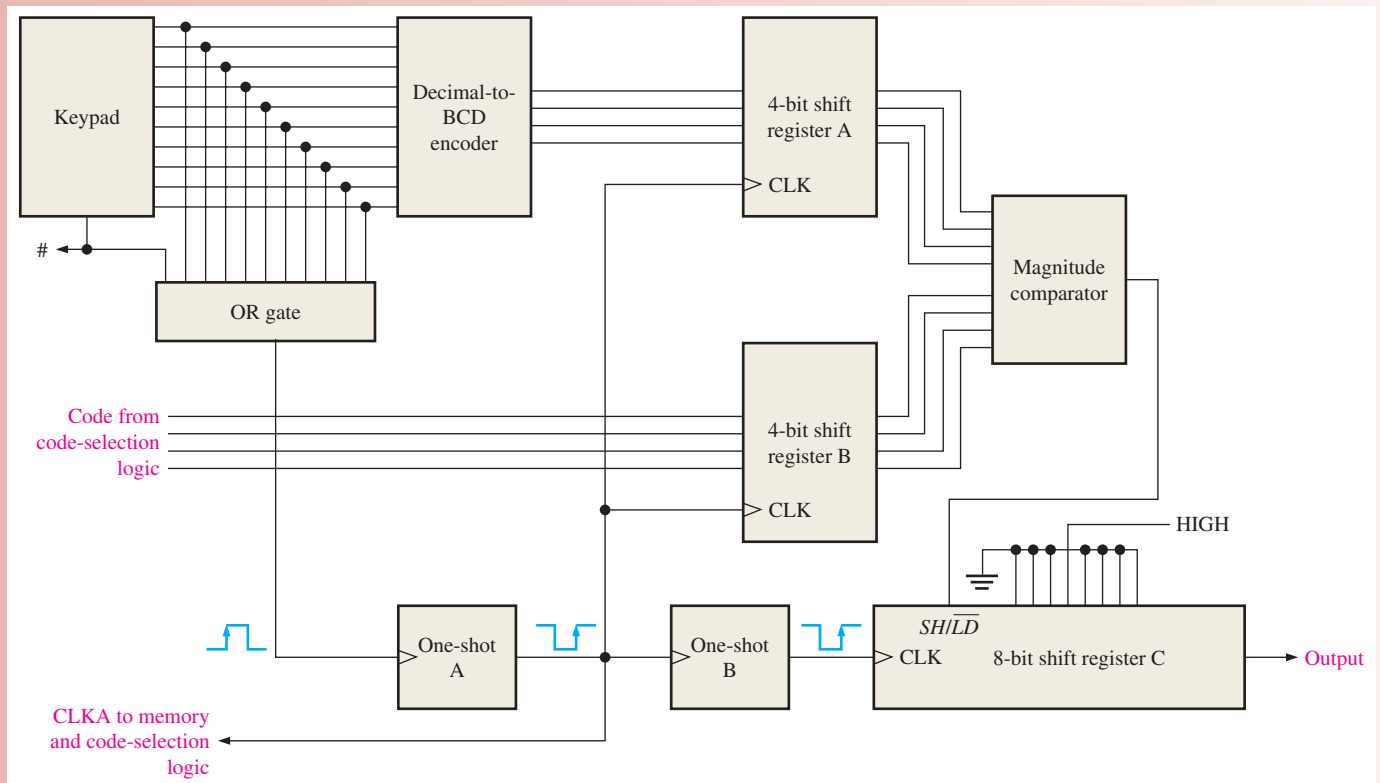 Keypad
Decimal-to-
BCD
encoder
4-bit shift
register A
CLK
#
OR gate
Magnitude
comparator
Code from
code-selection
logic
4-bit shift
register B
CLK
HIGH
One-shot
A
One-shot
B
SH/LD
CLK
8-bit shift register C
Output
CLKA to memory
and code-selection
logic